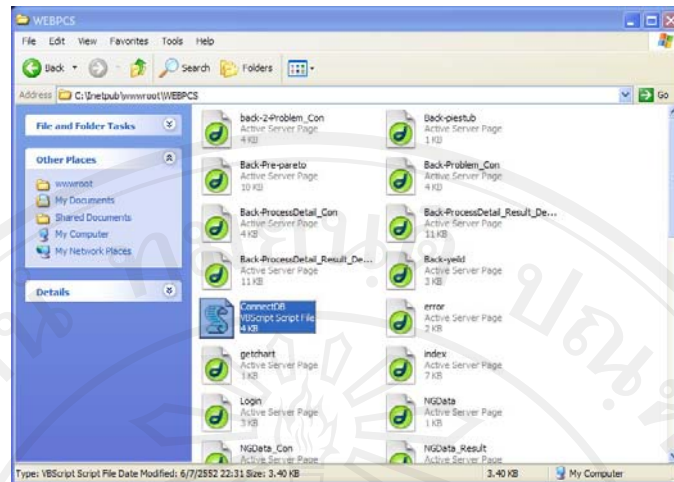 WEBPCS
File Edit View Favorites Tools Help
Back Search Folders
Address C:\Inetpub\wwwroot\WEBPCS Go
File and Folder Tasks
Other Places
wwwroot
My Documents
Shared Documents
My Computer
My Network Places
Details
back-2-Problem_Con
Active Server Page
4 KB
Back-piestub
Active Server Page
1 KB
Back-Pre-pareto
Active Server Page
10 KB
Back-Problem_Con
Active Server Page
4 KB
Back-ProcessDetail_Con
Active Server Page
4 KB
Back-ProcessDetail_Result_De...
Active Server Page
11 KB
Back-ProcessDetail_Result_De...
Active Server Page
11 KB
Back-yeild
Active Server Page
3 KB
ConnectDB
VBScript Script File
4 KB
error
Active Server Page
2 KB
getchart
Active Server Page
1 KB
index
Active Server Page
7 KB
Login
Active Server Page
3 KB
NGData
Active Server Page
1 KB
NGData_Con
Active Server Page
NGData_Result
Active Server Page
Type: VBScript Script File Date Modified: 6/7/2552 22:31 Size: 3.40 KB 3.40 KB My Computer